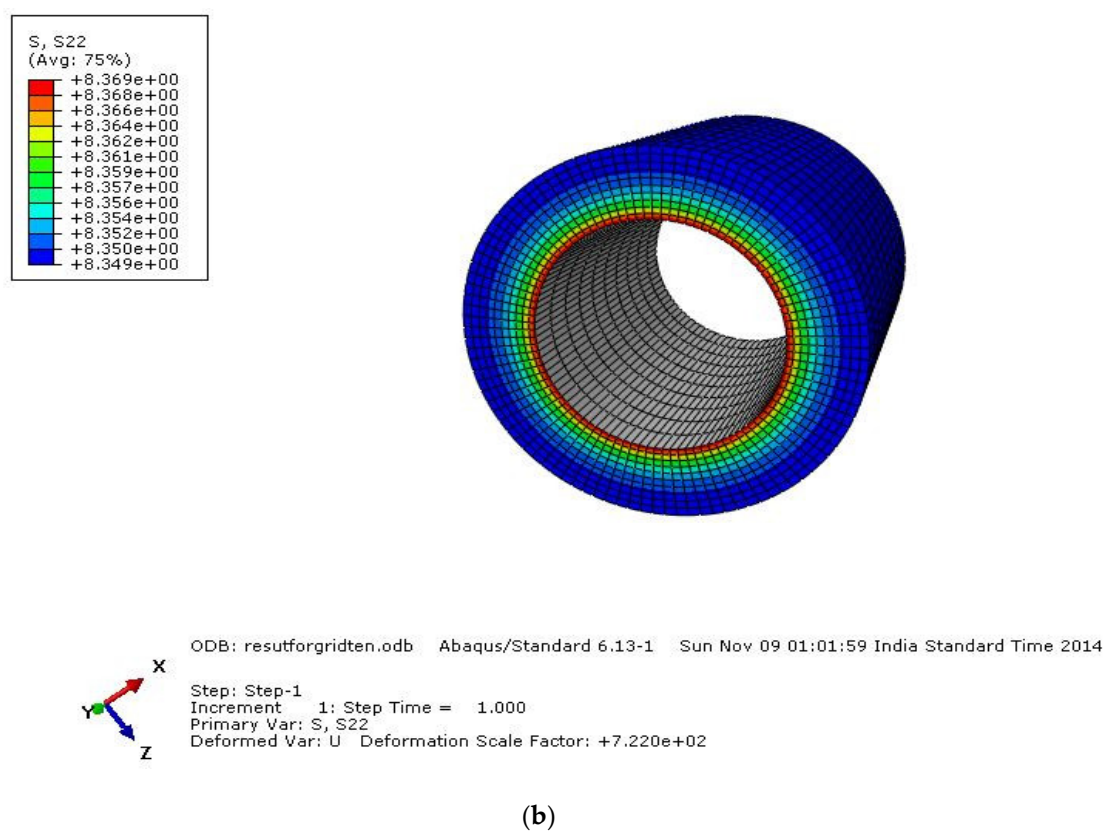 S, S22
(Avg: 75%)
+8.369e+00
+8.368e+00
+8.366e+00
+8.364e+00
+8.362e+00
+8.361e+00
+8.359e+00
+8.357e+00
+8.356e+00
+8.354e+00
+8.352e+00
+8.350e+00
+8.349e+00
ODB: resutforgridten.odb Abaqus/Standard 6.13-1 Sun Nov 09 01:01:59 India Standard Time 2014
X
Y
Z
Step: Step-1
Increment 1: Step Time = 1.000
Primary Var: S, S22
Deformed Var: U Deformation Scale Factor: +7.220e+02
(b)